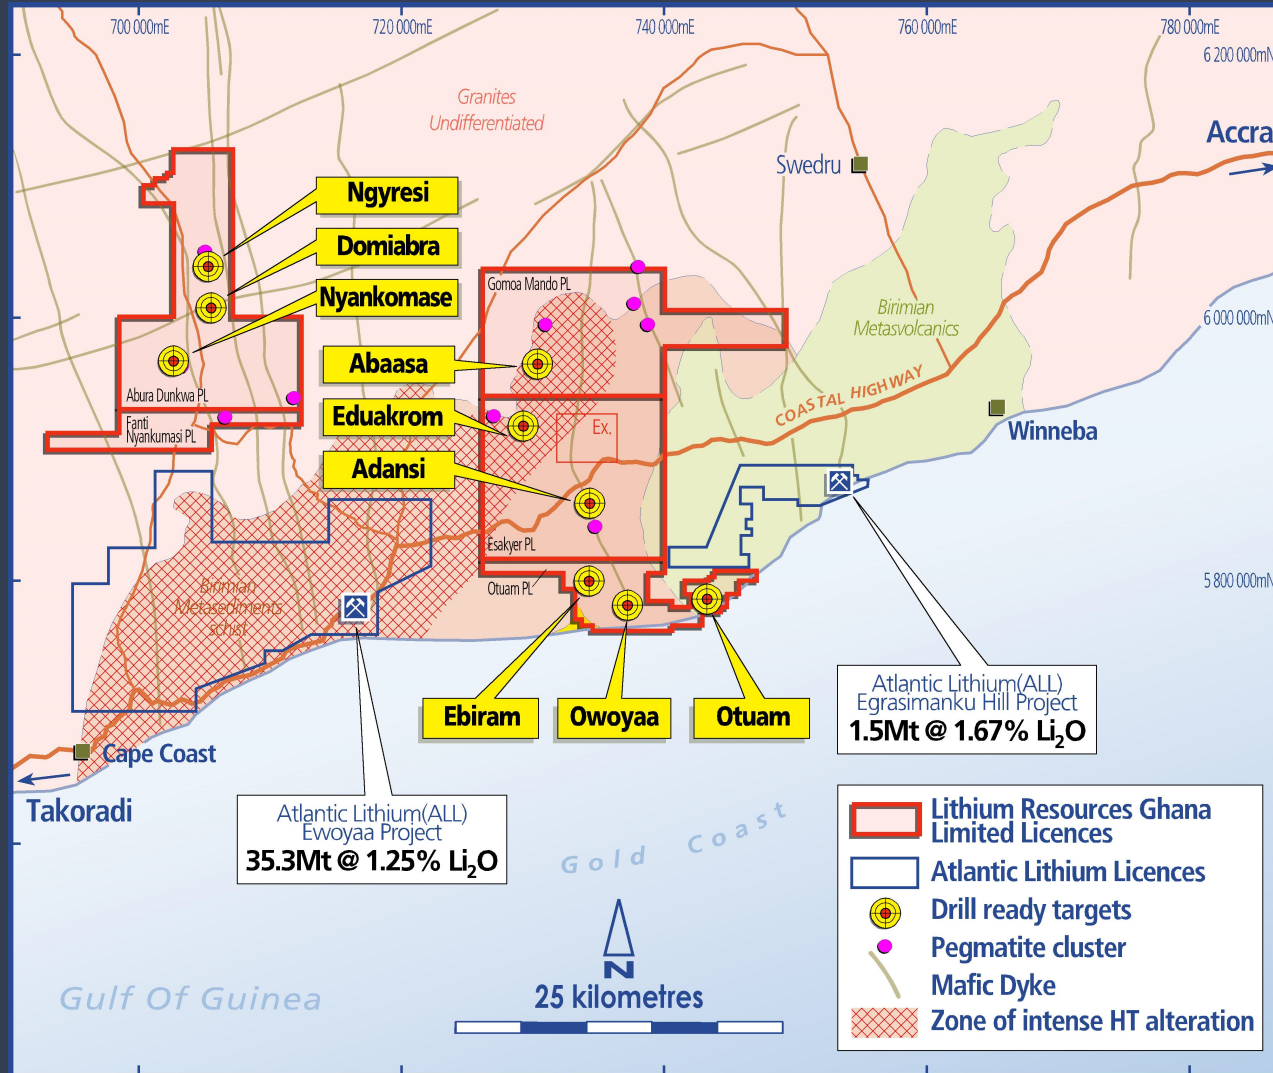 700 000mE
720 000mE
740 000mE
760 000mE
780 000mE
6 200 000mN
Granites
Undifferentiated
Accra
Swedru
Ngyresi
Domiabra
Nyankomase
Gomoa Mando PL
Birimian
Metasvolcanics
6 000 000mN
Abaasa
Abura Dunkwa PL
COASTAL HIGHWAY
Eduakrom
Fanti
Nyankumasi PL
Ex.
Winneba
Adansi
Esakyer PL
Otuam PL
5 800 000mN
Birimian
Metasediments
schist
Ebiram
Owoyaa
Otuam
Atlantic Lithium(ALL)
Egrasimanku Hill Project
1.5Mt @ 1.67% Li₂O
Cape Coast
Takoradi
Atlantic Lithium(ALL)
Ewoyaa Project
35.3Mt @ 1.25% Li₂O
Gold Coast
Gulf Of Guinea
N
25 kilometres
Lithium Resources Ghana
Limited Licences
Atlantic Lithium Licences
Drill ready targets
Pegmatite cluster
Mafic Dyke
Zone of intense HT alteration